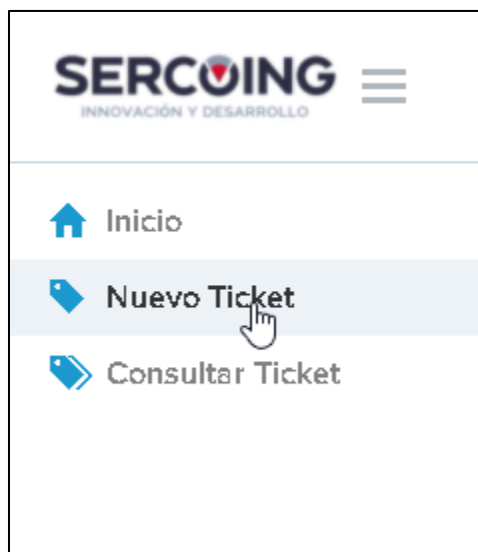 SERCOING
INNOVACIÓN Y DESARROLLO
Inicio
Nuevo Ticket
Consultar Ticket